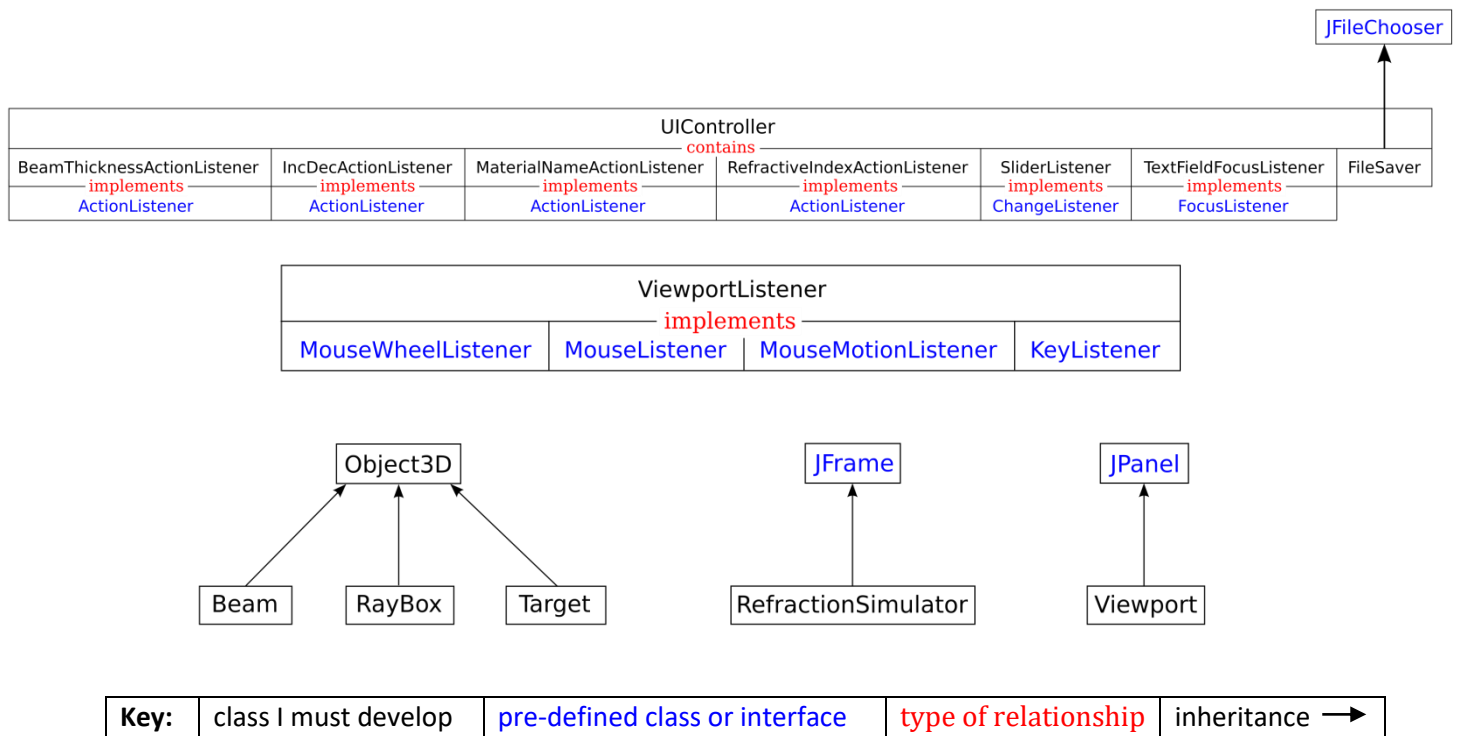 JFileChooser
UIController
contains
BeamThicknessActionListener IncDecActionListener MaterialNameActionListener RefractiveIndexActionListener SliderListener TextFieldFocusListener FileSaver
implements implements implements implements implements implements
ActionListener ActionListener ActionListener ActionListener ChangeListener FocusListener
ViewportListener
implements
MouseWheelListener MouseListener MouseMotionListener KeyListener
Object3D JFrame JPanel
Beam RayBox Target RefractionSimulator Viewport
Key: class I must develop pre-defined class or interface type of relationship inheritance